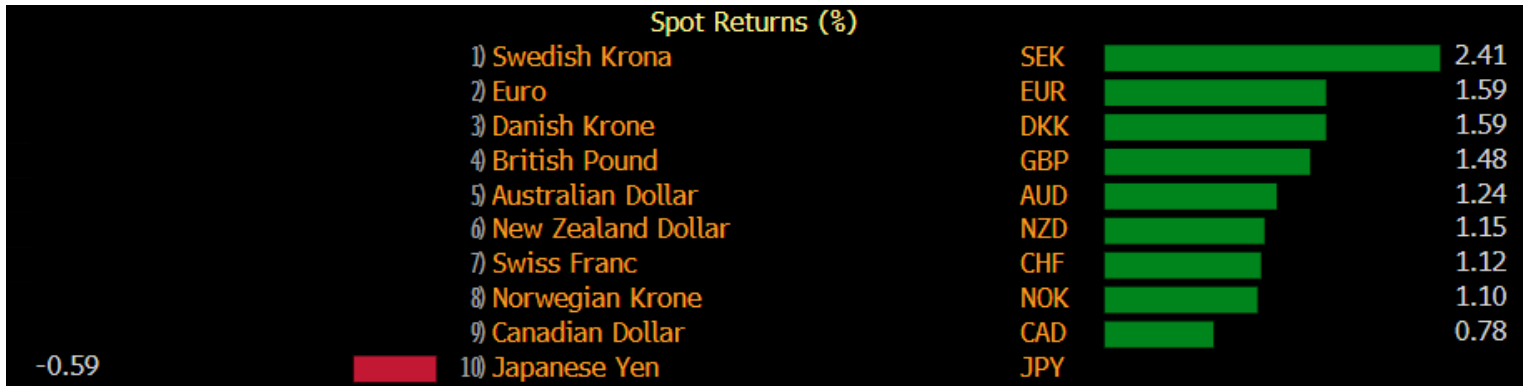 Spot Returns (%)
1) Swedish Krona SEK 2.41
2) Euro EUR 1.59
3) Danish Krone DKK 1.59
4) British Pound GBP 1.48
5) Australian Dollar AUD 1.24
6) New Zealand Dollar NZD 1.15
7) Swiss Franc CHF 1.12
8) Norwegian Krone NOK 1.10
9) Canadian Dollar CAD 0.78
-0.59 10) Japanese Yen JPY